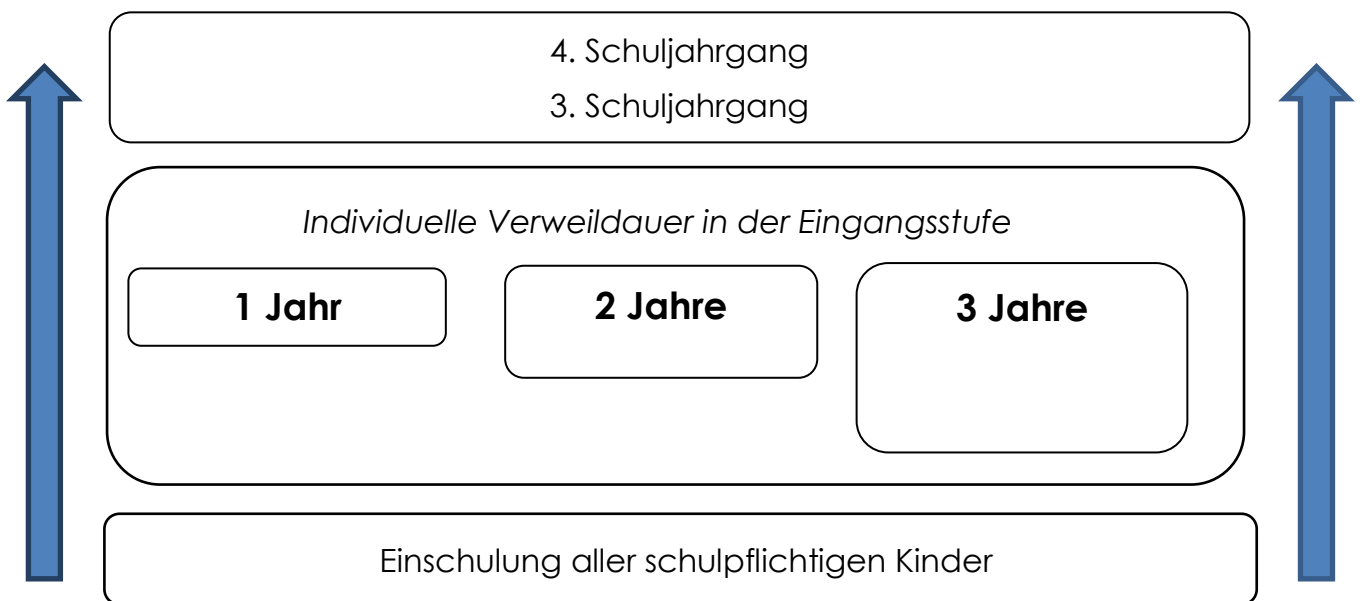 4. Schuljahrgang
3. Schuljahrgang
Individuelle Verweildauer in der Eingangsstufe
1 Jahr
2 Jahre
3 Jahre
Einschulung aller schulpflichtigen Kinder